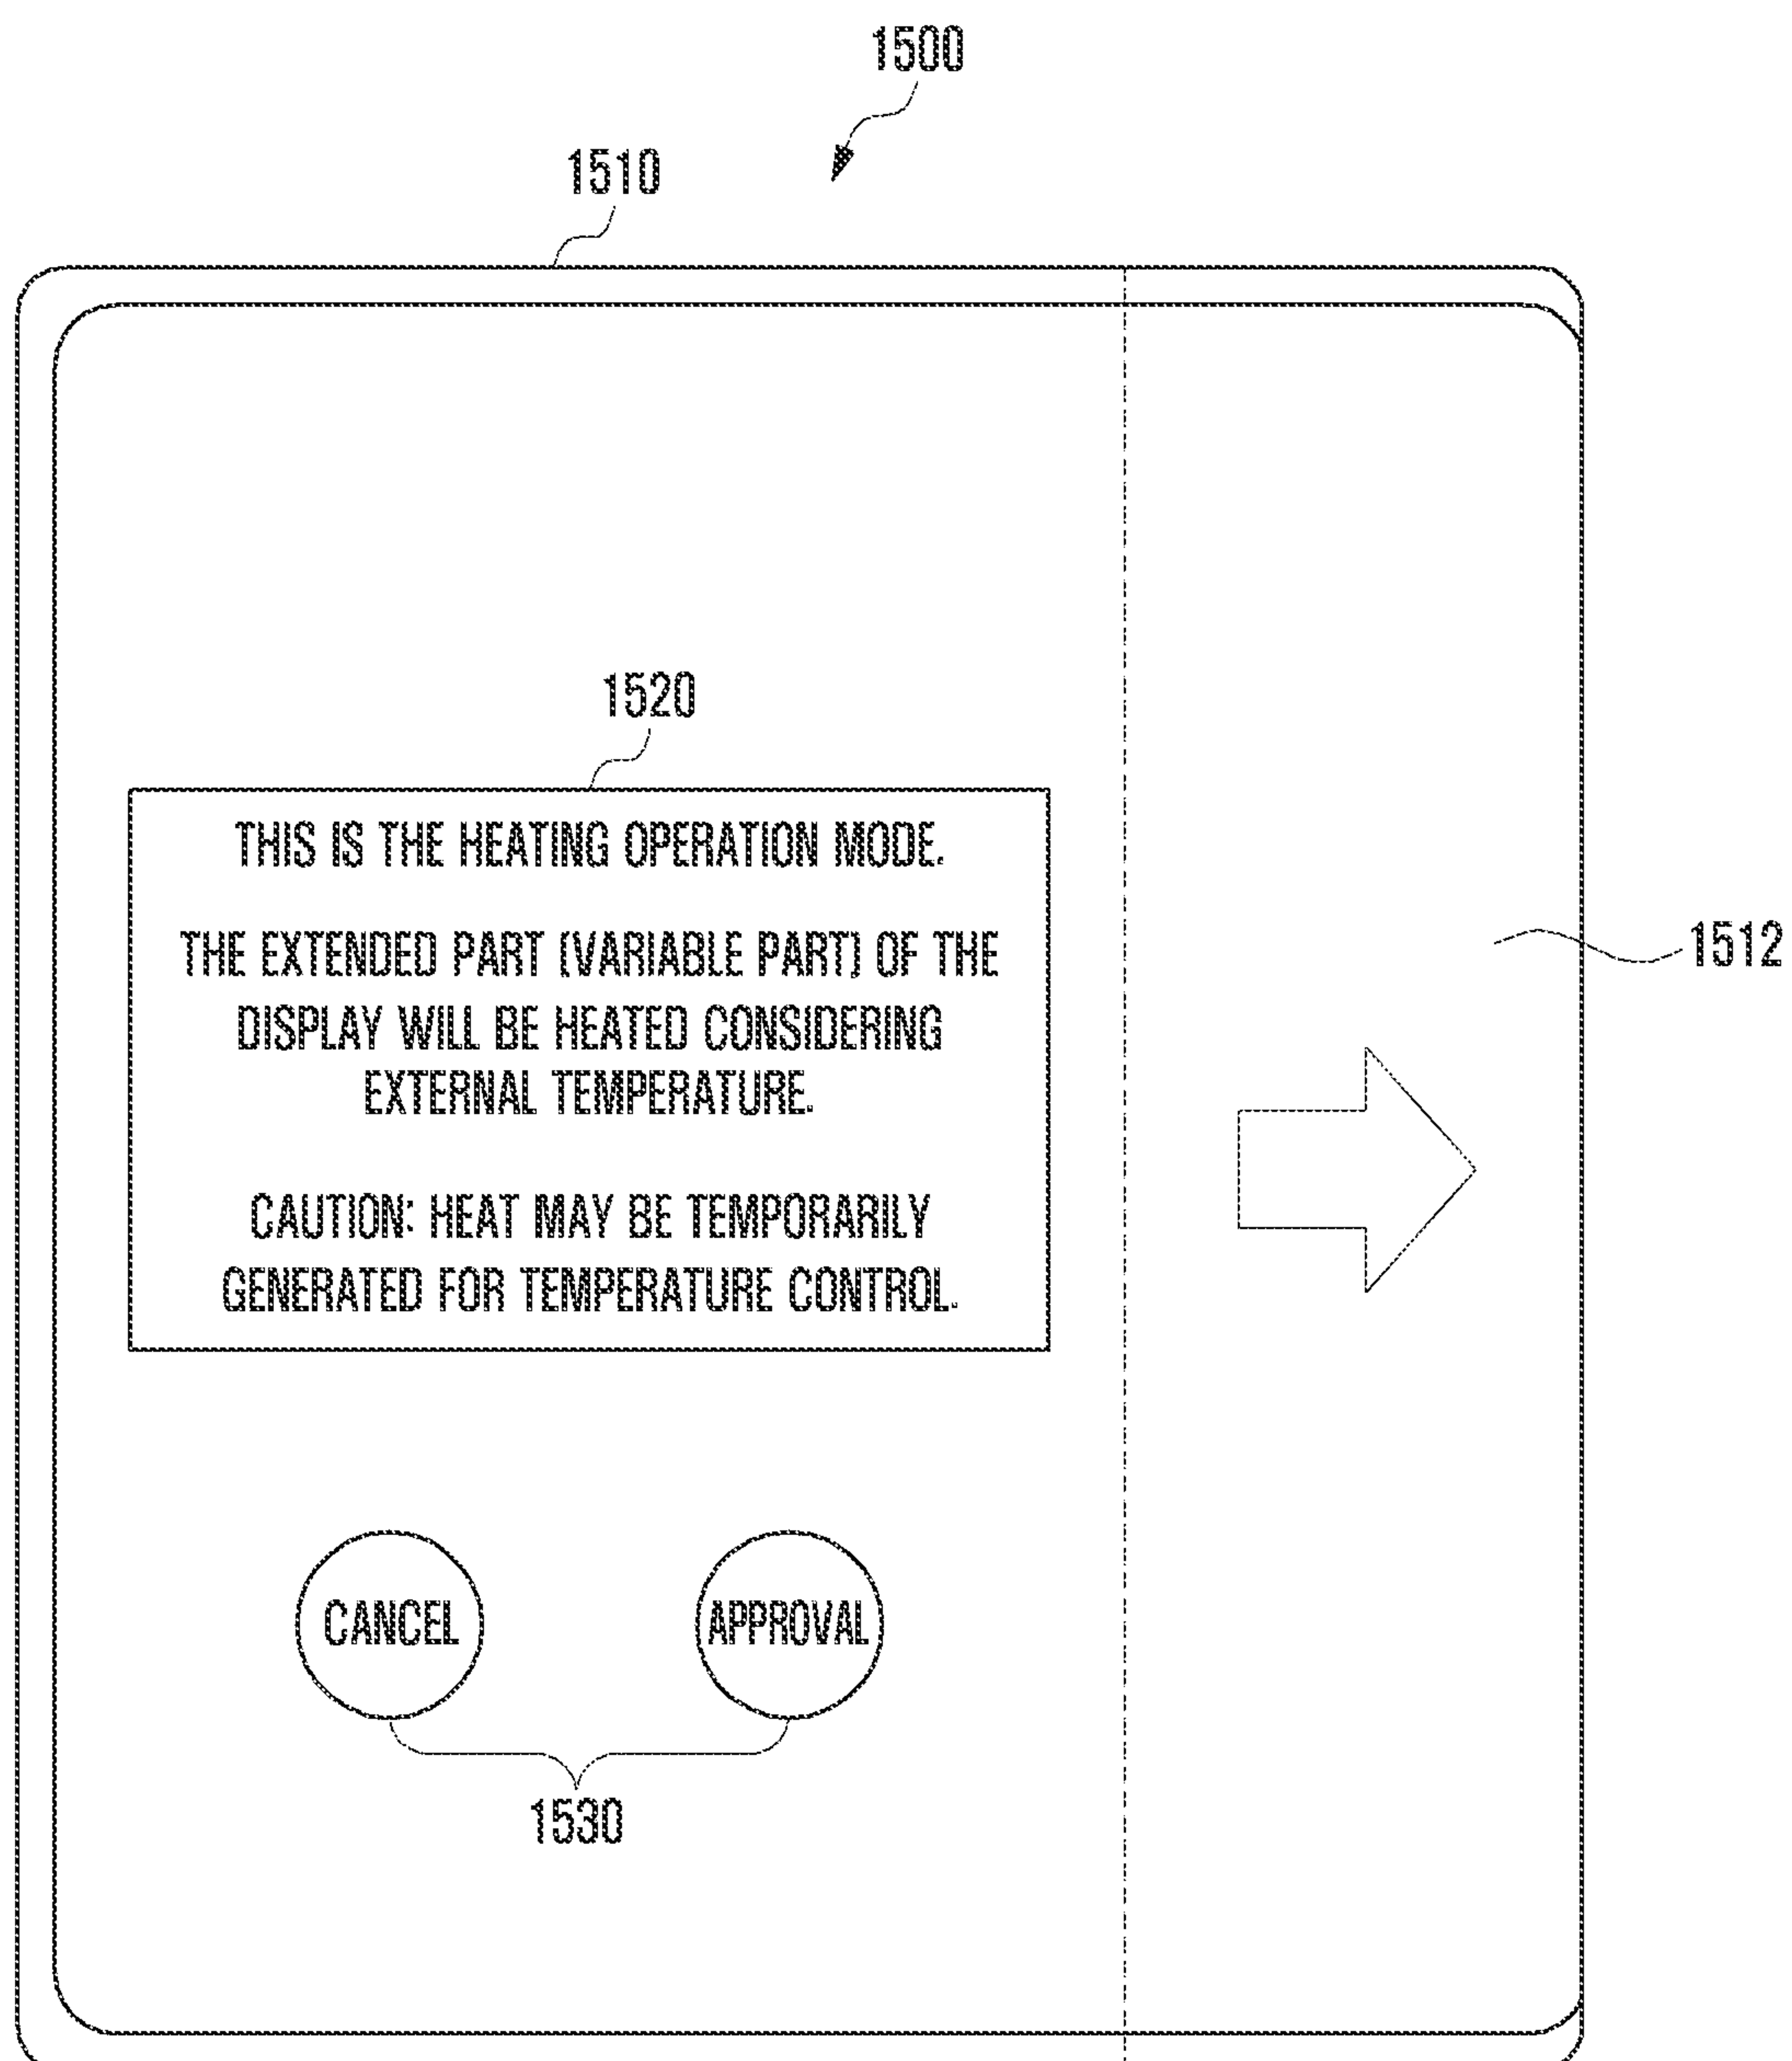 1500
1510
1520
THIS IS THE HEATING OPERATION MODE.
THE EXTENDED PART (VARIABLE PART) OF THE
DISPLAY WILL BE HEATED CONSIDERING
EXTERNAL TEMPERATURE.
CAUTION: HEAT MAY BE TEMPORARILY
GENERATED FOR TEMPERATURE CONTROL.
1512
CANCEL
APPROVAL
1530